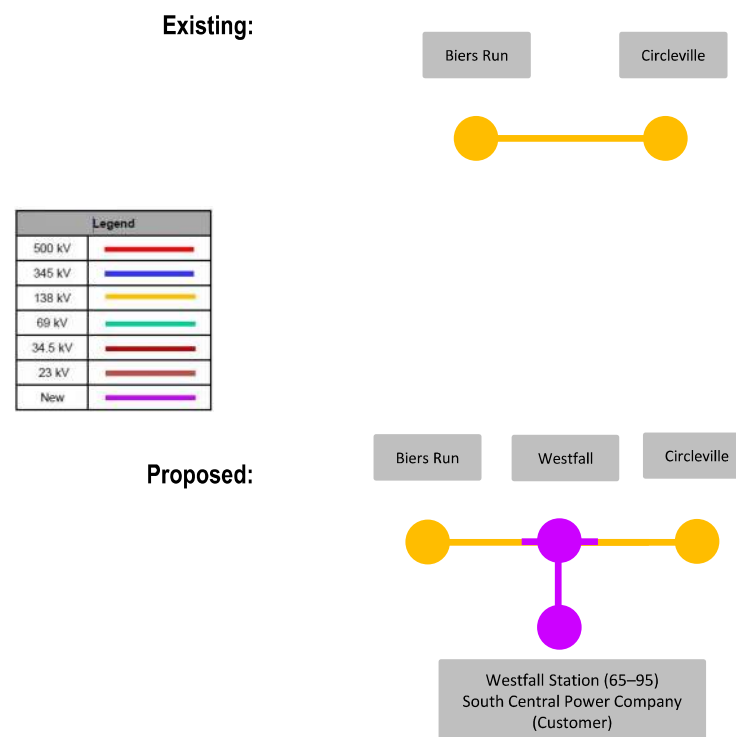 Existing:
Biers Run
Circleville
Legend
500 kV
345 kV
138 kV
69 kV
34.5 kV
23 kV
New
Proposed:
Biers Run
Westfall
Circleville
Westfall Station (65–95)
South Central Power Company
(Customer)